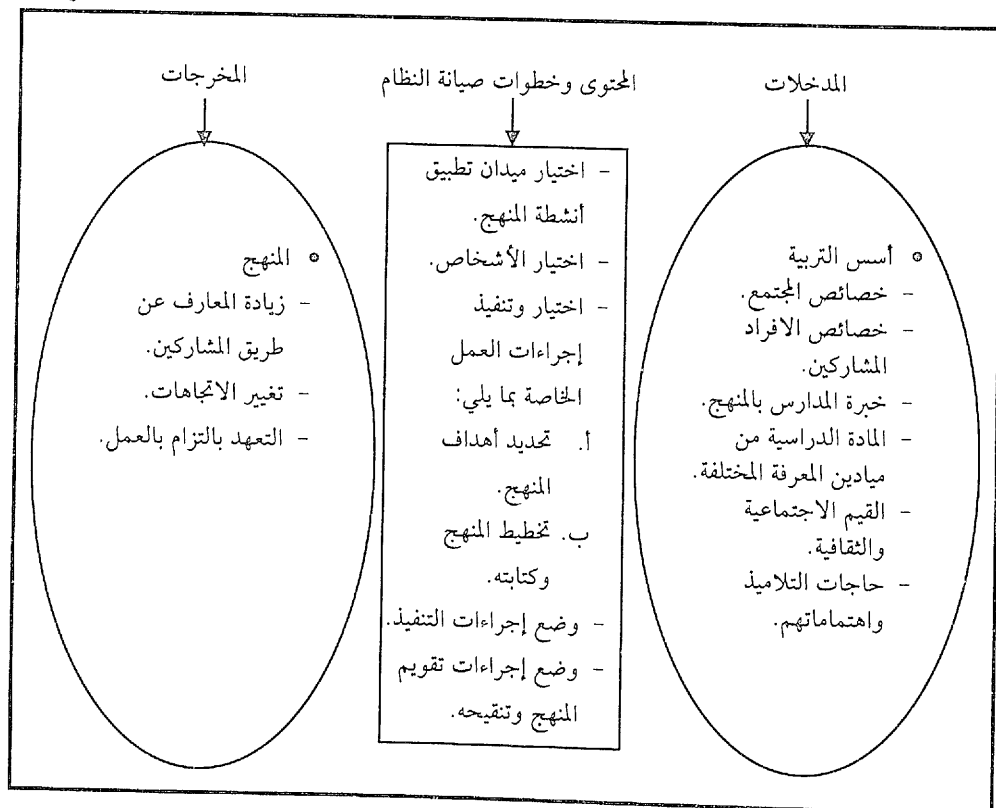 المدخلات
أسس التربية
- خصائص المجتمع.
- خصائص الافراد
المشاركين.
- خبرة المدارس بالمنهج.
- المادة الدراسية من
ميادين المعرفة المختلفة.
- القيم الاجتماعية
والثقافية.
- حاجات التلاميذ
واهتماماتهم.
المحتوى وخطوات صيانة النظام
- اختيار ميدان تطبيق
أنشطة المنهج.
- اختيار الأشخاص.
- اختيار وتنفيذ
إجراءات العمل
الخاصة بما يلي:
أ. تحديد أهداف
المنهج.
ب. تخطيط المنهج
وكتابته.
- وضع إجراءات التنفيذ.
- وضع إجراءات تقويم
المنهج وتنقيحه.
المخرجات
المنهج
- زيادة المعارف عن
طريق المشاركين.
- تغيير الاتجاهات.
- التعهد بالتزام بالعمل.